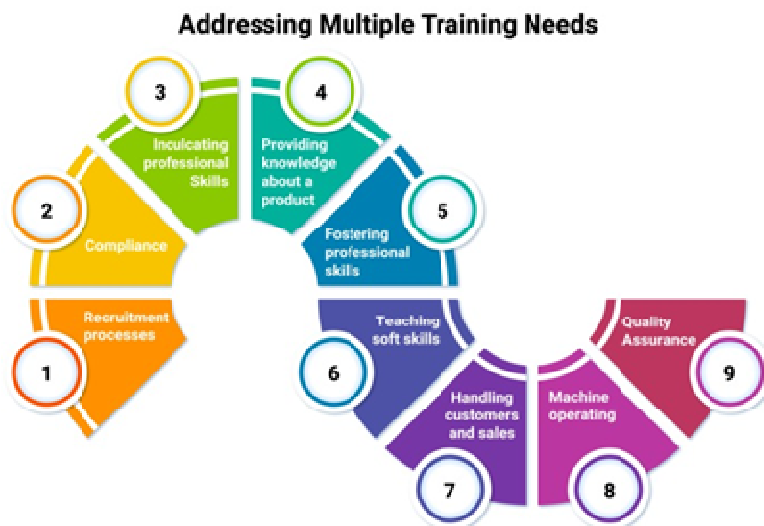 Addressing Multiple Training Needs
1
Recruitment
processes
2
Compliance
3
Inculcating
professional
Skills
4
Providing
knowledge
about a
product
5
Fostering
professional
skills
6
Teaching
soft skills
7
Handling
customers
and sales
8
Machine
operating
9
Quality
Assurance